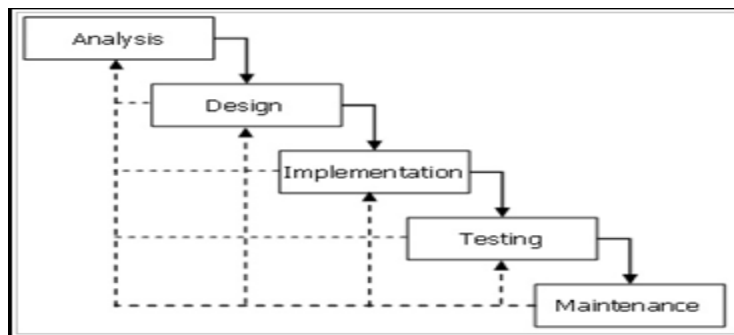 Analysis
Design
Implementation
Testing
Maintenance